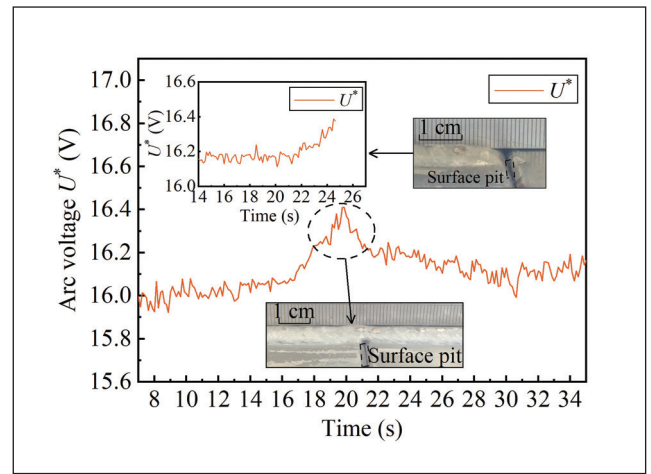 17.0
16.8
16.6
16.4
16.2
16.0
15.8
15.6
Arc voltage U* (V)
8 10 12 14 16 18 20 22 24 26 28 30 32 34
Time (s)
U*
16.6
16.4
16.2
16.0
U* (V)
14 16 18 20 22 24 26
Time (s)
U*
1 cm
Surface pit
1 cm
Surface pit